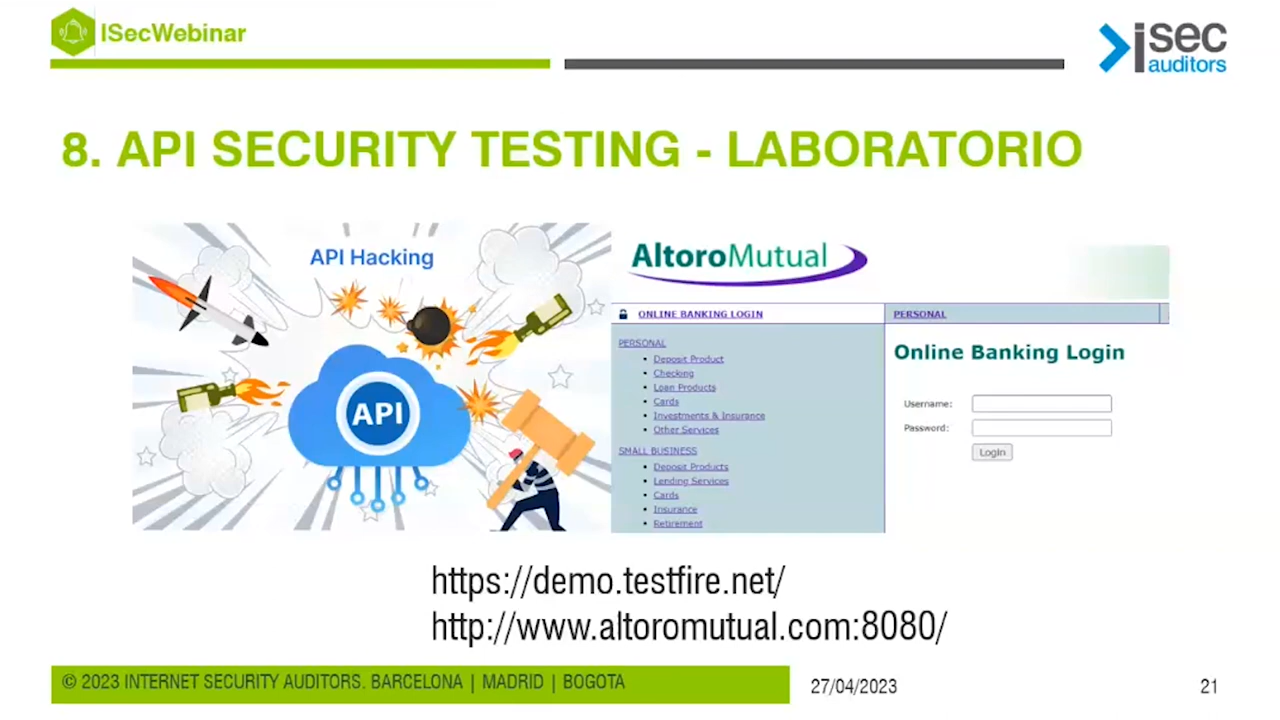 ISecWebinar
isec
auditors
8. API SECURITY TESTING - LABORATORIO
API Hacking
API
AltoroMutual
ONLINE BANKING LOGIN
PERSONAL
PERSONAL
Deposit Product
Checking
Loan Products
Cards
Investments & Insurance
Other Services
SMALL BUSINESS
Deposit Products
Lending Services
Cards
Insurance
Retirement
Online Banking Login
Username:
Password:
Login
https://demo.testfire.net/
http://www.altoromutual.com:8080/
© 2023 INTERNET SECURITY AUDITORS. BARCELONA | MADRID | BOGOTA
27/04/2023
21